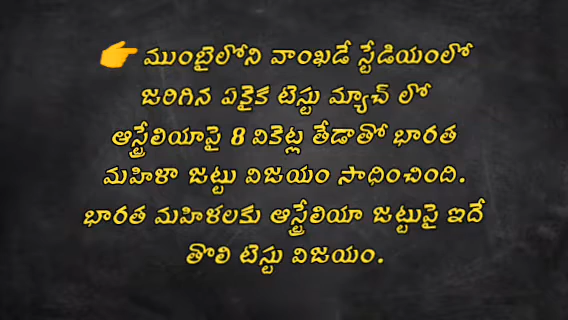 👉 ముంబైలోని వాంఖడే స్టేడియంలో
జరిగిన ఏకైక టెస్టు మ్యాచ్ లో
ఆస్ట్రేలియాపై 8 వికెట్ల తేడాతో భారత
మహిళా జట్టు విజయం సాధించింది.
భారత మహిళలకు ఆస్ట్రేలియా జట్టుపై ఇదే
తొలి టెస్టు విజయం.